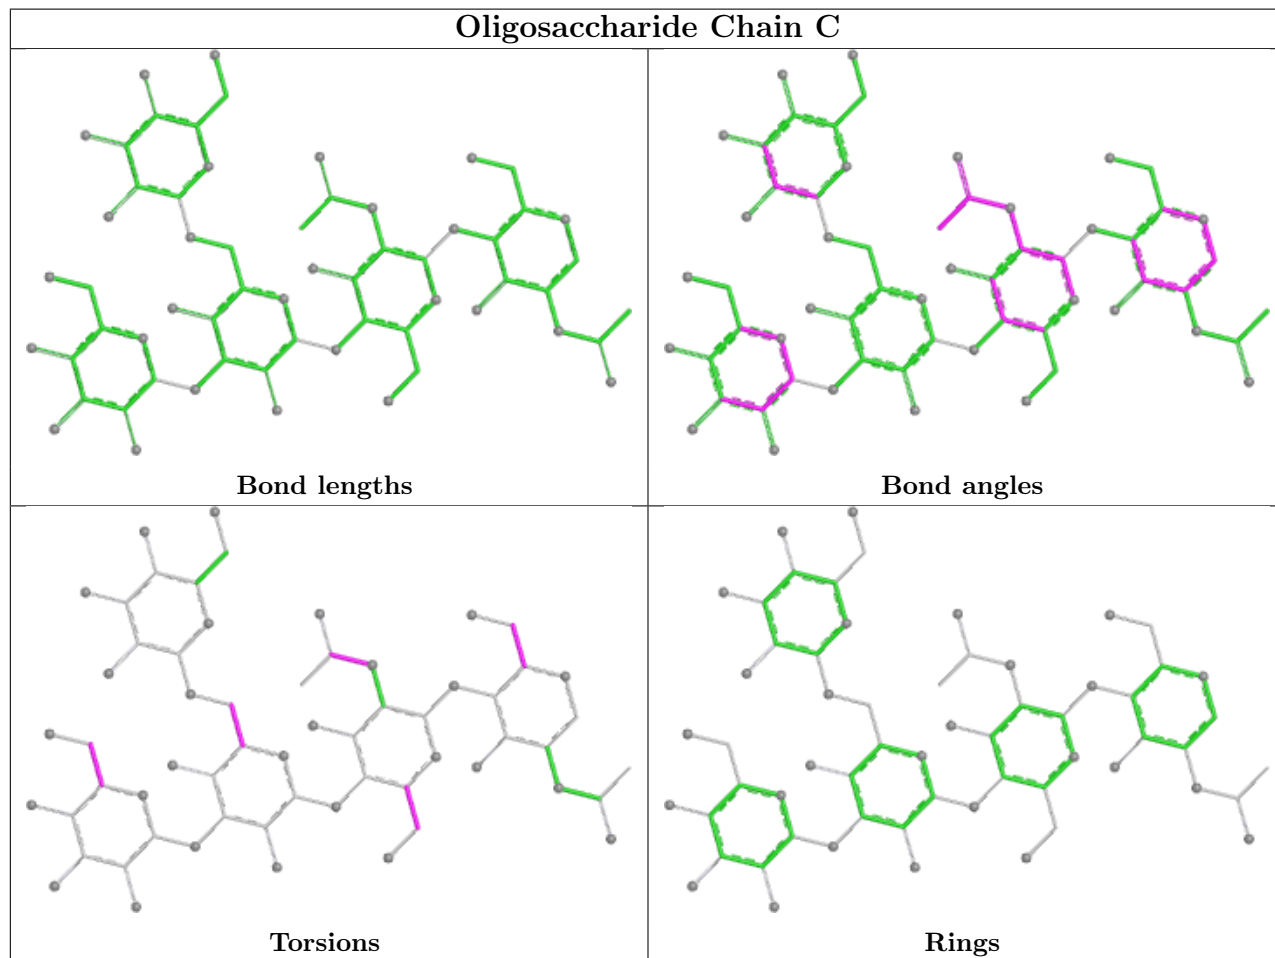 Oligosaccharide Chain C
Bond lengths
Bond angles
Torsions
Rings